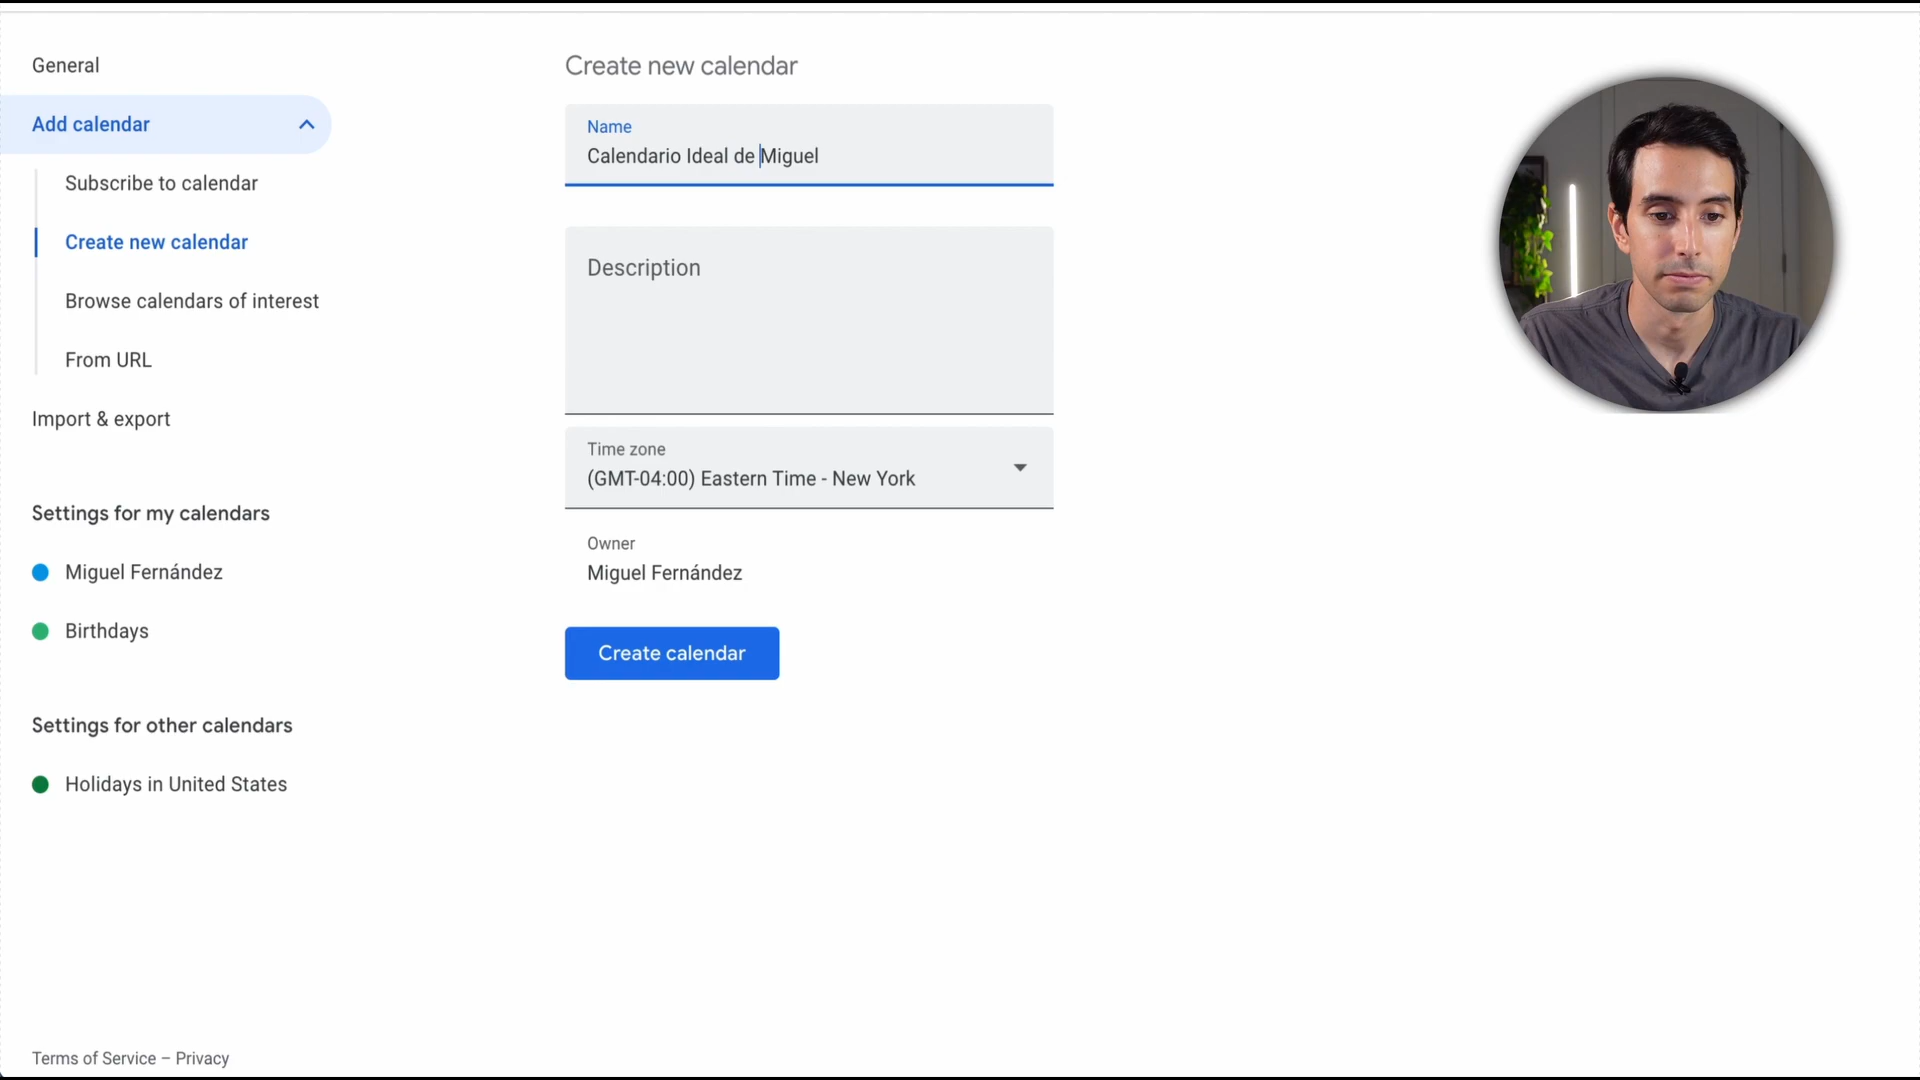 General
Add calendar
Subscribe to calendar
Create new calendar
Browse calendars of interest
From URL
Import & export
Settings for my calendars
Miguel Fernández
Birthdays
Settings for other calendars
Holidays in United States
Terms of Service – Privacy
Create new calendar
Name
Calendario Ideal de Miguel
Description
Time zone
(GMT-04:00) Eastern Time - New York
Owner
Miguel Fernández
Create calendar